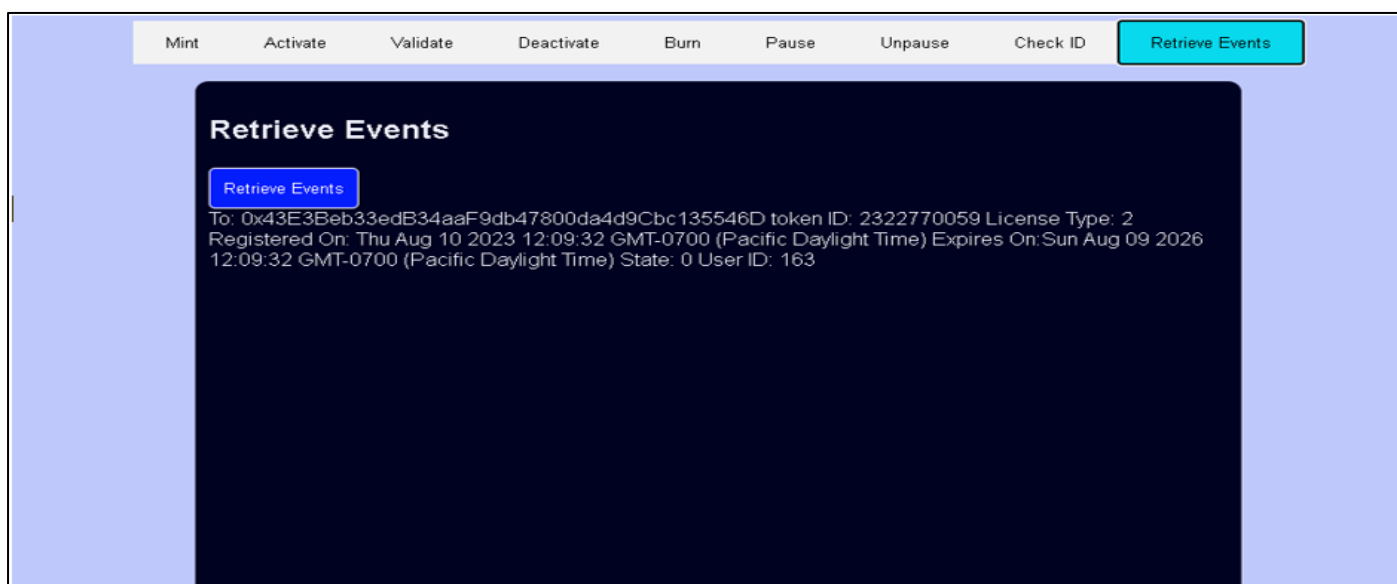 Mint Activate Validate Deactivate Burn Pause Unpause Check ID Retrieve Events
Retrieve Events
Retrieve Events
To: 0x43E3Beb33edB34aaF9db47800da4d9Cbc135546D token ID: 2322770059 License Type: 2
Registered On: Thu Aug 10 2023 12:09:32 GMT-0700 (Pacific Daylight Time) Expires On:Sun Aug 09 2026
12:09:32 GMT-0700 (Pacific Daylight Time) State: 0 User ID: 163